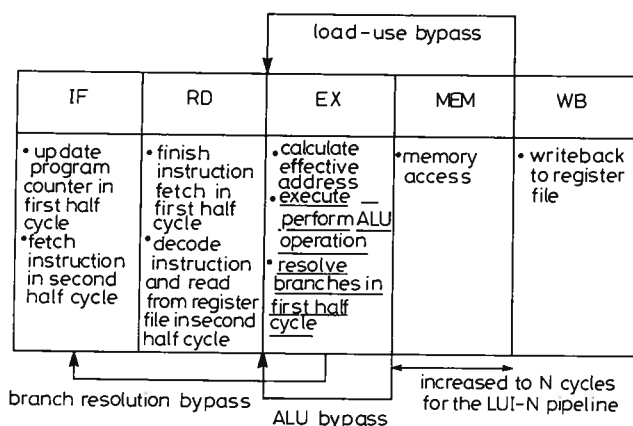 load-use bypass
IF
RD
EX
MEM
WB
• update
program
counter in
first half
cycle
• fetch
instruction
in second
half cycle
• finish
instruction
fetch in
first half
cycle
• decode
instruction
and read
from register
file in second
half cycle
• calculate
effective
address
• execute —
perform ALU
operation
• resolve
branches in
first half
cycle
• memory
access
• writeback
to register
file
branch resolution bypass
ALU bypass
increased to N cycles
for the LUI-N pipeline